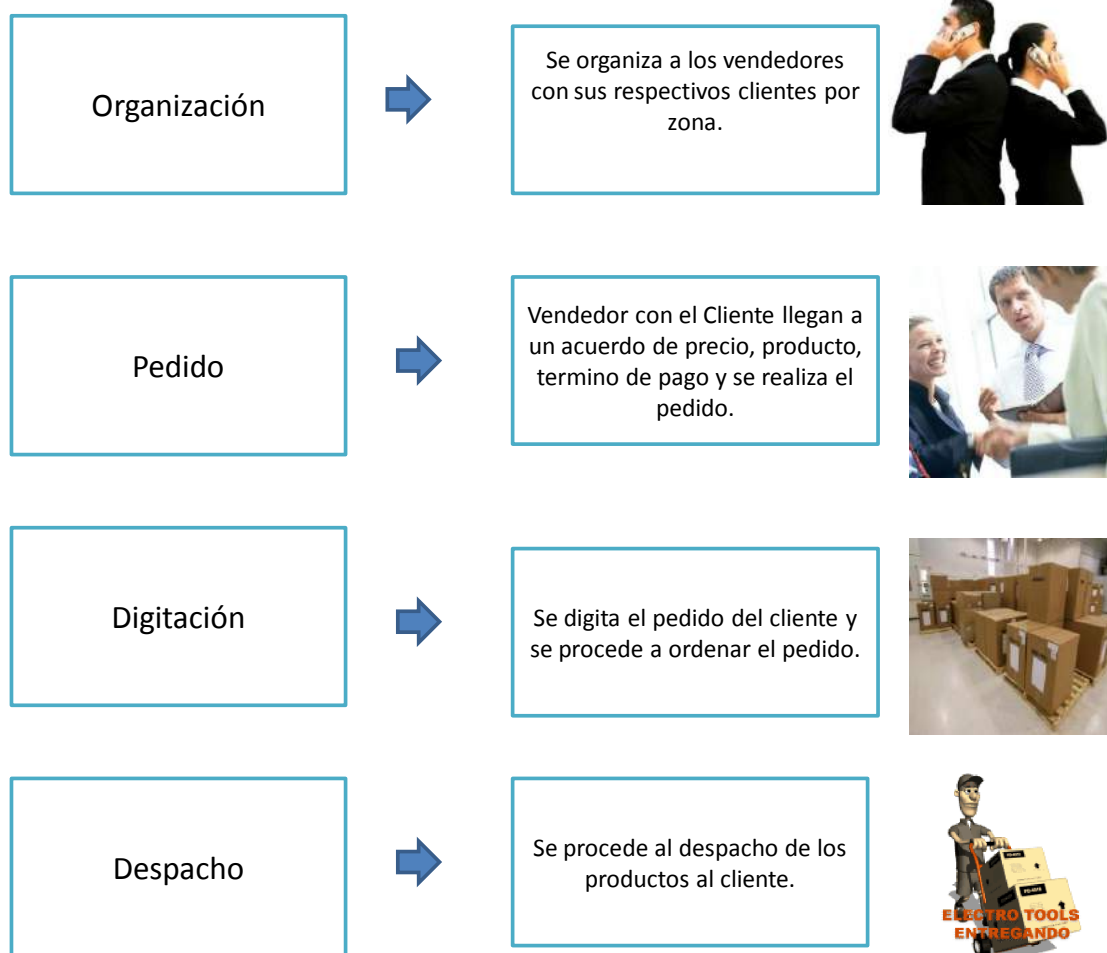 Organización
Se organiza a los vendedores
con sus respectivos clientes por
zona.
Pedido
Vendedor con el Cliente llegan a
un acuerdo de precio, producto,
termino de pago y se realiza el
pedido.
Digitación
Se digita el pedido del cliente y
se procede a ordenar el pedido.
Despacho
Se procede al despacho de los
productos al cliente.
ELECTRO TOOLS
ENTREGANDO